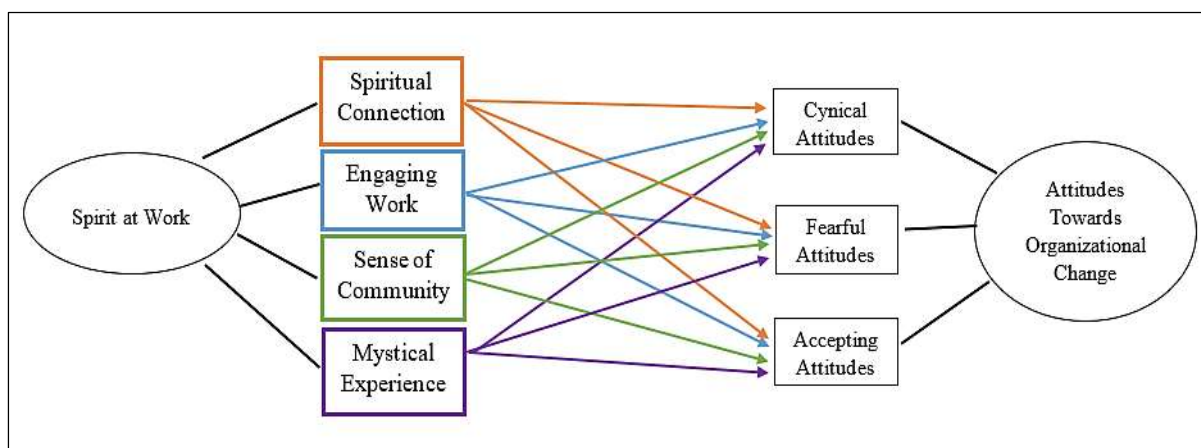 Spirit at Work
Spiritual
Connection
Engaging
Work
Sense of
Community
Mystical
Experience
Cynical
Attitudes
Fearful
Attitudes
Accepting
Attitudes
Attitudes
Towards
Organizational
Change